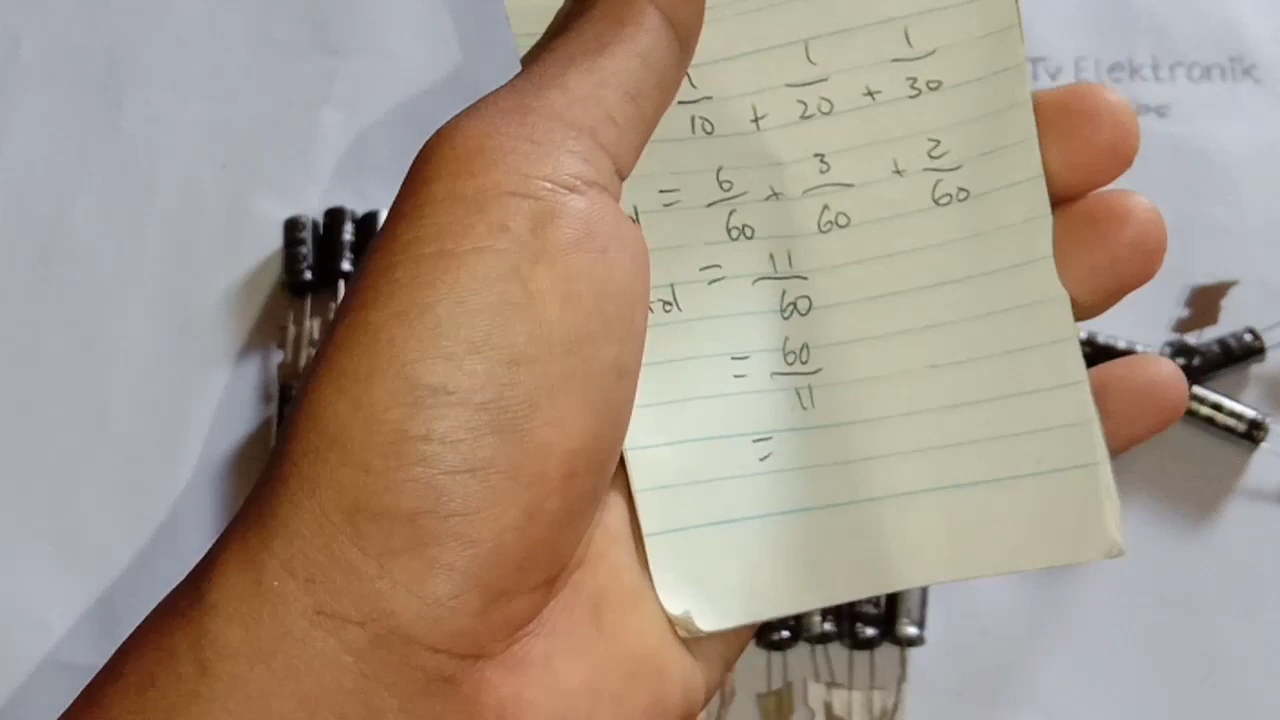 Tv Elektronik
1/10 + 1/20 + 1/30
= 6/60 + 3/60 + 2/60
= 11/60
= 60/11
=